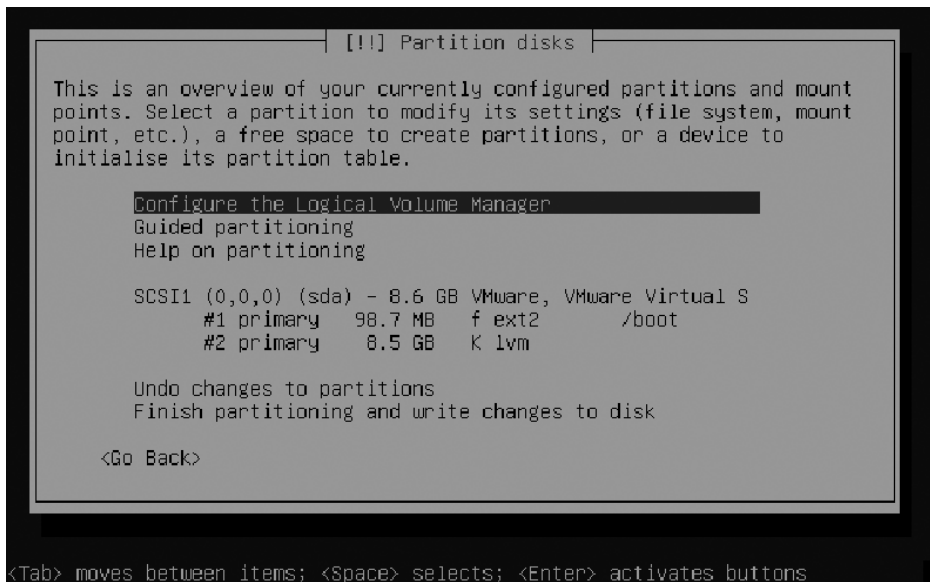 [!!] Partition disks
This is an overview of your currently configured partitions and mount
points. Select a partition to modify its settings (file system, mount
point, etc.), a free space to create partitions, or a device to
initialise its partition table.
Configure the Logical Volume Manager
Guided partitioning
Help on partitioning
SCSI1 (0,0,0) (sda) - 8.6 GB VMware, VMware Virtual S
#1 primary 98.7 MB f ext2 /boot
#2 primary 8.5 GB K lvm
Undo changes to partitions
Finish partitioning and write changes to disk
<Go Back>
<Tab> moves between items; <Space> selects; <Enter> activates buttons